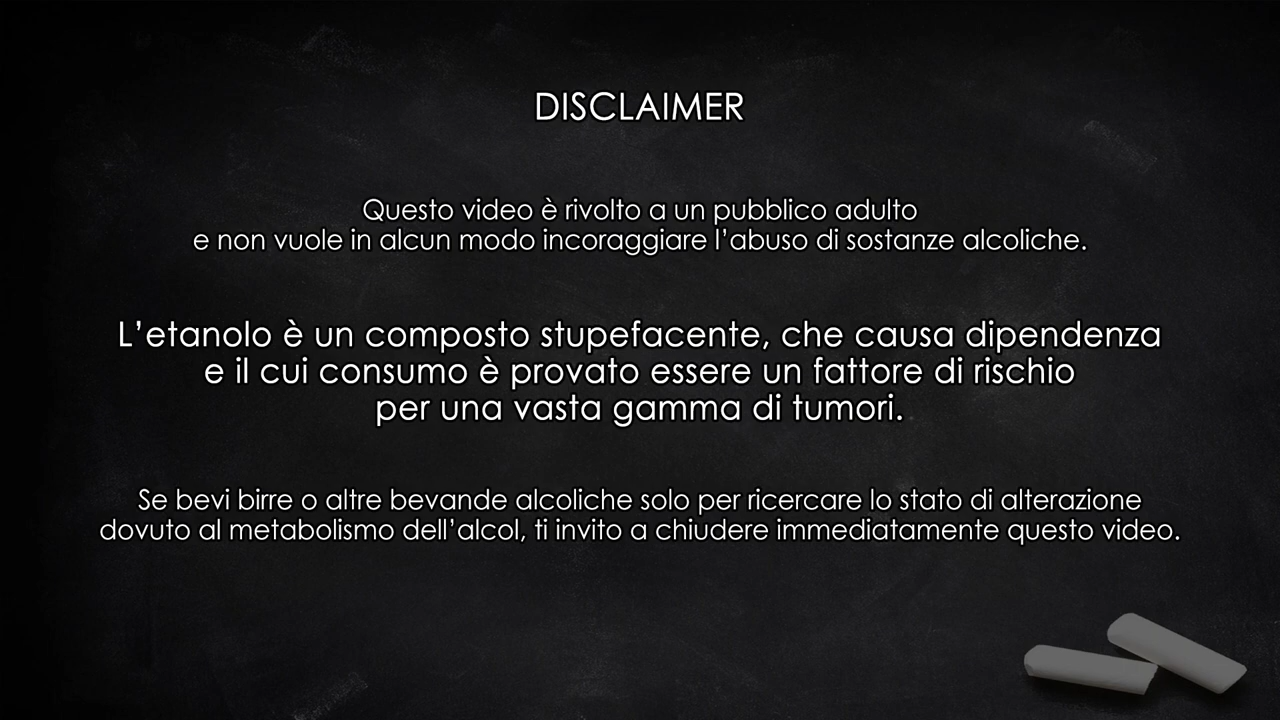 DISCLAIMER
Questo video è rivolto a un pubblico adulto
e non vuole in alcun modo incoraggiare l’abuso di sostanze alcoliche.
L’etanolo è un composto stupefacente, che causa dipendenza
e il cui consumo è provato essere un fattore di rischio
per una vasta gamma di tumori.
Se bevi birre o altre bevande alcoliche solo per ricercare lo stato di alterazione
dovuto al metabolismo dell’alcol, ti invito a chiudere immediatamente questo video.